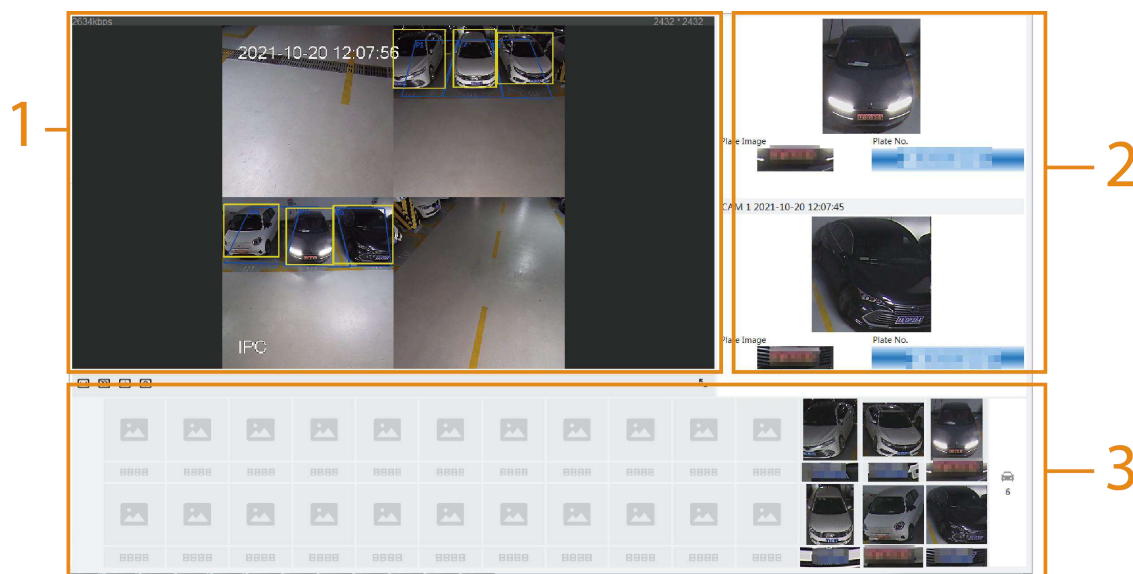 2634kbps
2432 * 2432
2021-10-20 12:07:56
IPC
Plate Image
Plate No.
CAM 1 2021-10-20 12:07:45
Plate Image
Plate No.
6
1
2
3